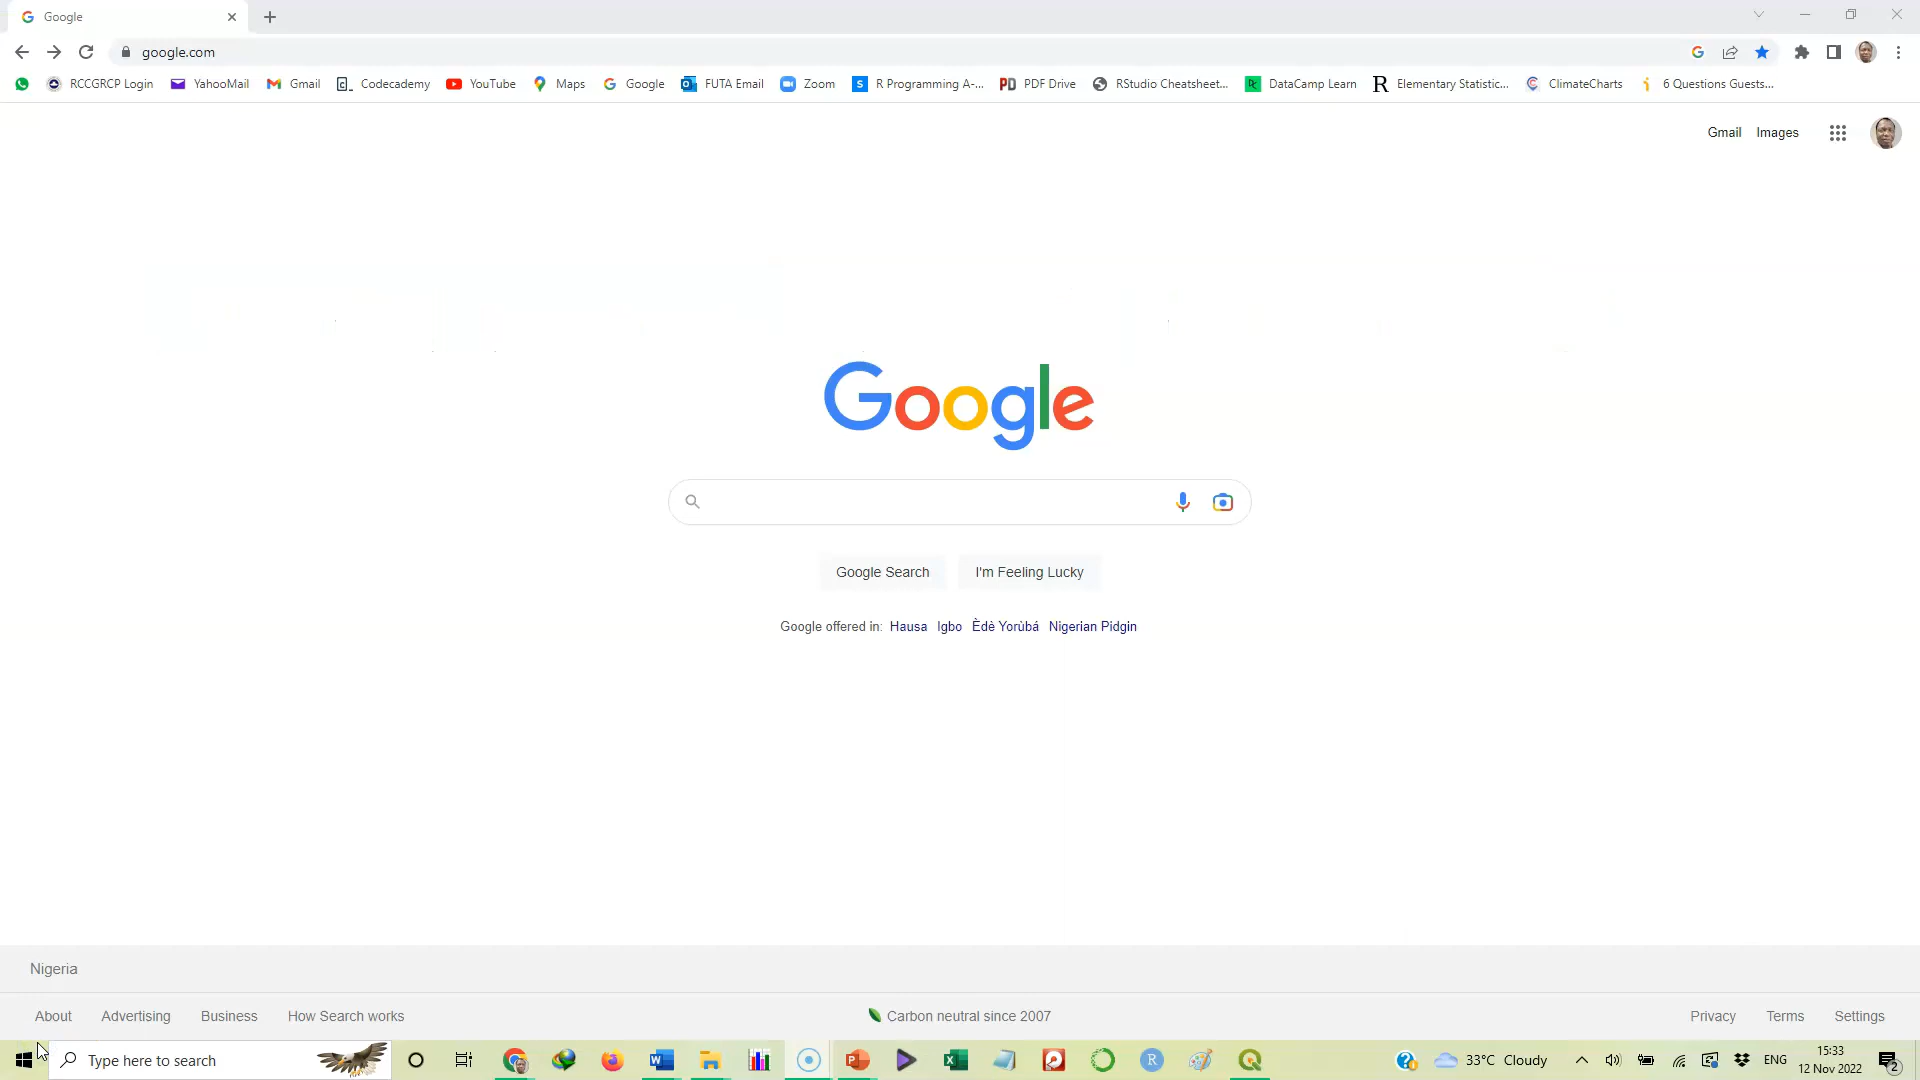 Google
google.com
RCCGRCP Login YahooMail Gmail Codecademy YouTube Maps Google FUTA Email Zoom R Programming A-... PDF Drive RStudio Cheatsheet... DataCamp Learn Elementary Statistic... ClimateCharts 6 Questions Guests...
Gmail Images
Google
Google Search I'm Feeling Lucky
Google offered in: Hausa Igbo Èdè Yorùbá Nigerian Pidgin
Nigeria
About Advertising Business How Search works Carbon neutral since 2007 Privacy Terms Settings
Type here to search 33°C Cloudy ENG 15:33
12 Nov 2022 2